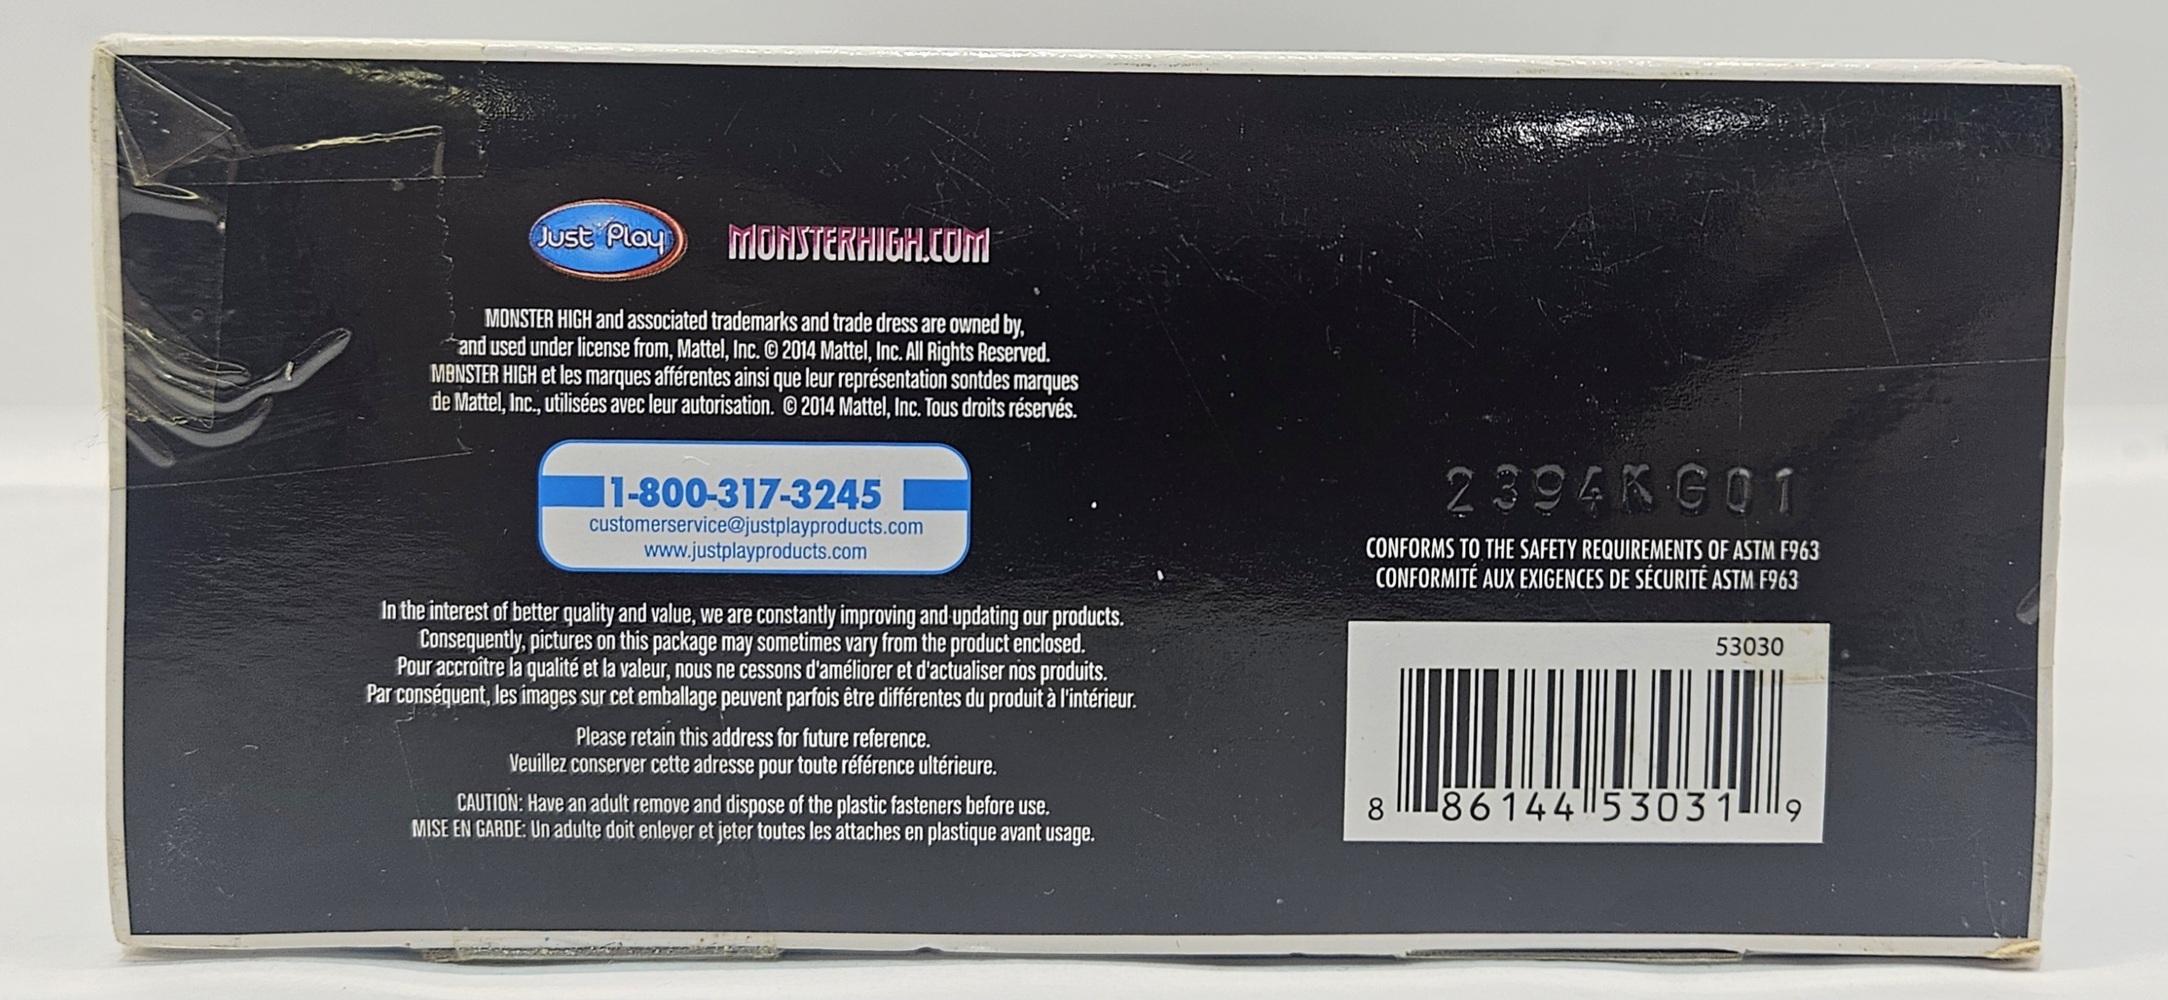 Just Play MONSTERHIGH.COM
MONSTER HIGH and associated trademarks and trade dress are owned by,
and used under license from, Mattel, Inc. © 2014 Mattel, Inc. All Rights Reserved.
MONSTER HIGH et les marques afférentes ainsi que leur représentation sontdes marques
de Mattel, Inc., utilisées avec leur autorisation. © 2014 Mattel, Inc. Tous droits réservés.
1-800-317-3245
customerservice@justplayproducts.com
www.justplayproducts.com
In the interest of better quality and value, we are constantly improving and updating our products.
Consequently, pictures on this package may sometimes vary from the product enclosed.
Pour accroître la qualité et la valeur, nous ne cessons d'améliorer et d'actualiser nos produits.
Par conséquent, les images sur cet emballage peuvent parfois être différentes du produit à l'intérieur.
Please retain this address for future reference.
Veuillez conserver cette adresse pour toute référence ultérieure.
CAUTION: Have an adult remove and dispose of the plastic fasteners before use.
MISE EN GARDE: Un adulte doit enlever et jeter toutes les attaches en plastique avant usage.
2394KG01
CONFORMS TO THE SAFETY REQUIREMENTS OF ASTM F963
CONFORMITÉ AUX EXIGENCES DE SÉCURITÉ ASTM F963
53030
8 86144 53031 9